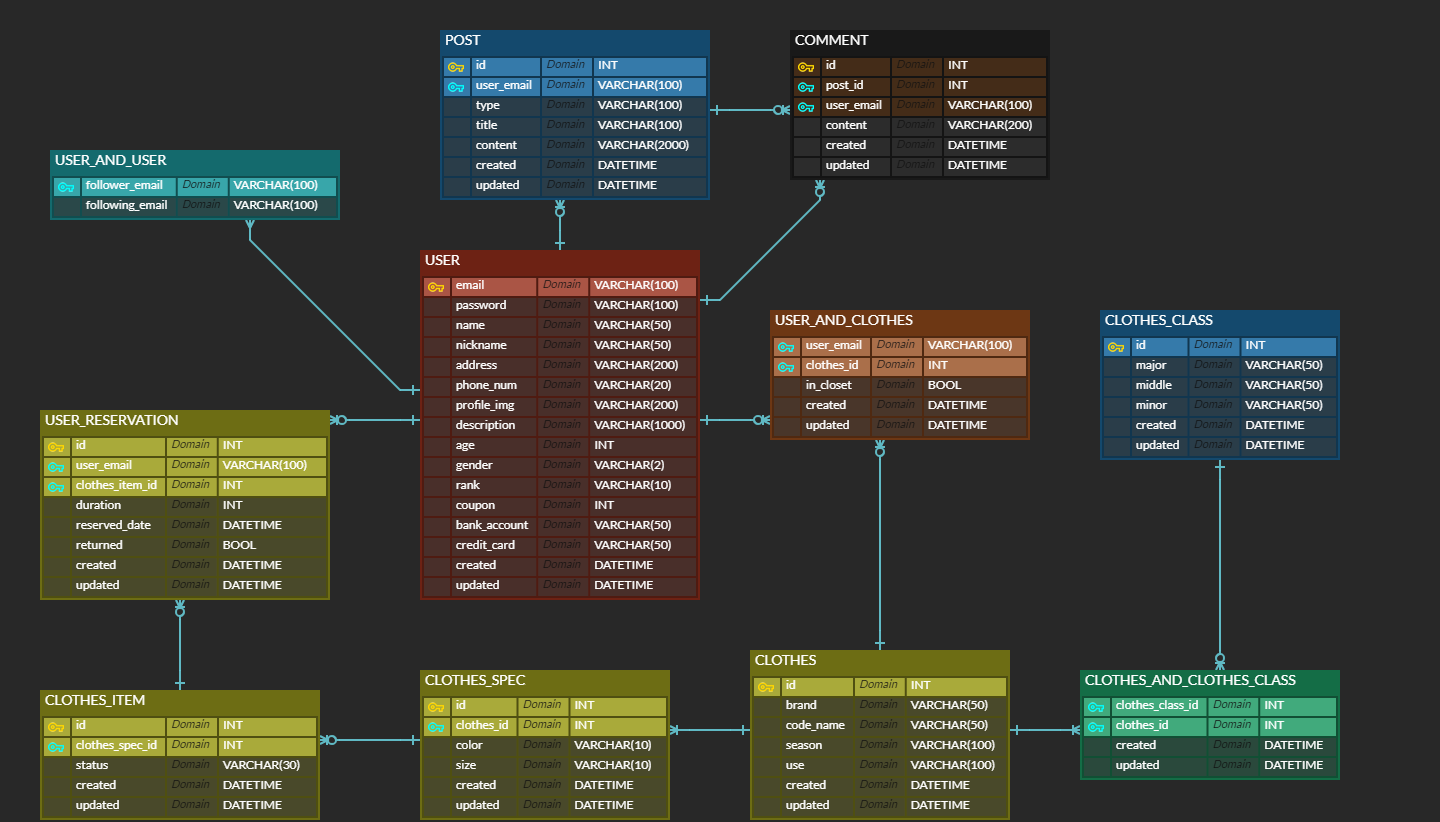 POST
id Domain INT
user_email Domain VARCHAR(100)
type Domain VARCHAR(100)
title Domain VARCHAR(100)
content Domain VARCHAR(2000)
created Domain DATETIME
updated Domain DATETIME
COMMENT
id Domain INT
post_id Domain INT
user_email Domain VARCHAR(100)
content Domain VARCHAR(200)
created Domain DATETIME
updated Domain DATETIME
USER_AND_USER
follower_email Domain VARCHAR(100)
following_email Domain VARCHAR(100)
USER
email Domain VARCHAR(100)
password Domain VARCHAR(100)
name Domain VARCHAR(50)
nickname Domain VARCHAR(50)
address Domain VARCHAR(200)
phone_num Domain VARCHAR(20)
profile_img Domain VARCHAR(200)
description Domain VARCHAR(1000)
age Domain INT
gender Domain VARCHAR(2)
rank Domain VARCHAR(10)
coupon Domain INT
bank_account Domain VARCHAR(50)
credit_card Domain VARCHAR(50)
created Domain DATETIME
updated Domain DATETIME
USER_AND_CLOTHES
user_email Domain VARCHAR(100)
clothes_id Domain INT
in_closet Domain BOOL
created Domain DATETIME
updated Domain DATETIME
CLOTHES_CLASS
id Domain INT
major Domain VARCHAR(50)
middle Domain VARCHAR(50)
minor Domain VARCHAR(50)
created Domain DATETIME
updated Domain DATETIME
USER_RESERVATION
id Domain INT
user_email Domain VARCHAR(100)
clothes_item_id Domain INT
duration Domain INT
reserved_date Domain DATETIME
returned Domain BOOL
created Domain DATETIME
updated Domain DATETIME
CLOTHES_ITEM
id Domain INT
clothes_spec_id Domain INT
status Domain VARCHAR(30)
created Domain DATETIME
updated Domain DATETIME
CLOTHES_SPEC
id Domain INT
clothes_id Domain INT
color Domain VARCHAR(10)
size Domain VARCHAR(10)
created Domain DATETIME
updated Domain DATETIME
CLOTHES
id Domain INT
brand Domain VARCHAR(50)
code_name Domain VARCHAR(50)
season Domain VARCHAR(100)
use Domain VARCHAR(100)
created Domain DATETIME
updated Domain DATETIME
CLOTHES_AND_CLOTHES_CLASS
clothes_class_id Domain INT
clothes_id Domain INT
created Domain DATETIME
updated Domain DATETIME